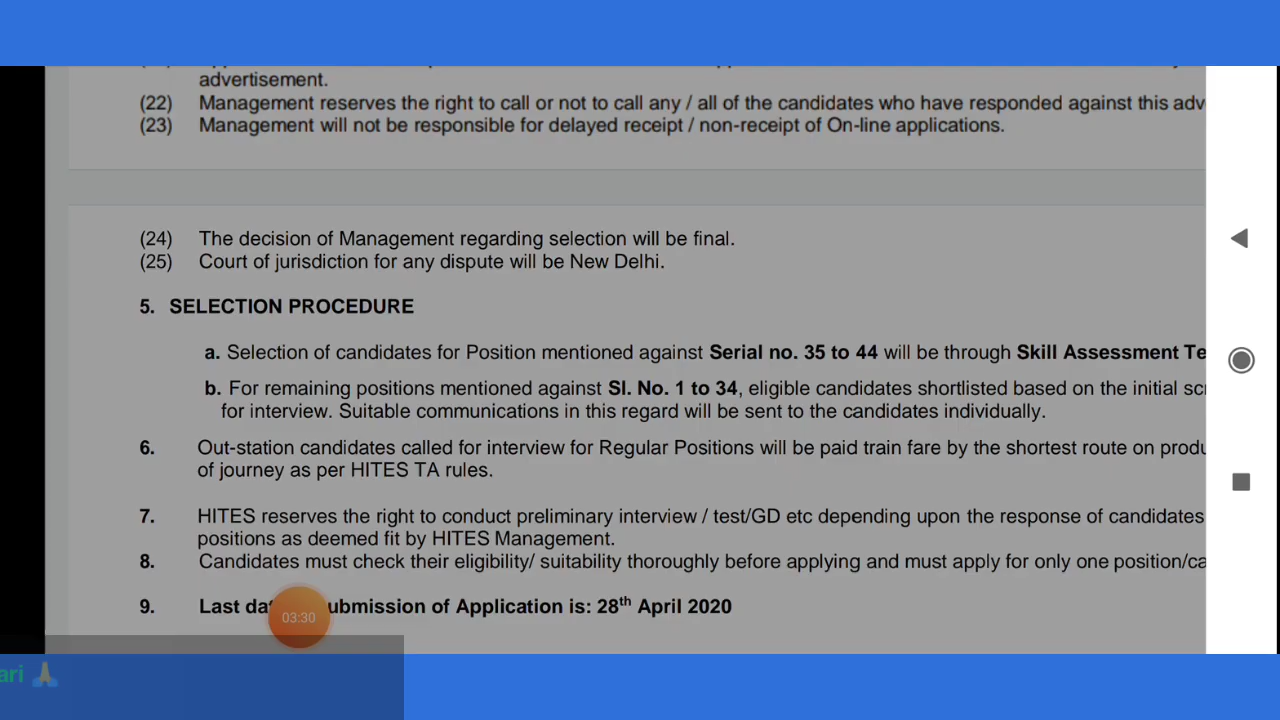 advertisement.
(22) Management reserves the right to call or not to call any / all of the candidates who have responded against this adv
(23) Management will not be responsible for delayed receipt / non-receipt of On-line applications.
(24) The decision of Management regarding selection will be final.
(25) Court of jurisdiction for any dispute will be New Delhi.
5. SELECTION PROCEDURE
a. Selection of candidates for Position mentioned against Serial no. 35 to 44 will be through Skill Assessment Te
b. For remaining positions mentioned against Sl. No. 1 to 34, eligible candidates shortlisted based on the initial scr
for interview. Suitable communications in this regard will be sent to the candidates individually.
6. Out-station candidates called for interview for Regular Positions will be paid train fare by the shortest route on produ
of journey as per HITES TA rules.
7. HITES reserves the right to conduct preliminary interview / test/GD etc depending upon the response of candidates
positions as deemed fit by HITES Management.
8. Candidates must check their eligibility/ suitability thoroughly before applying and must apply for only one position/ca
9. Last da ubmission of Application is: 28th April 2020
03:30
ari 🙏